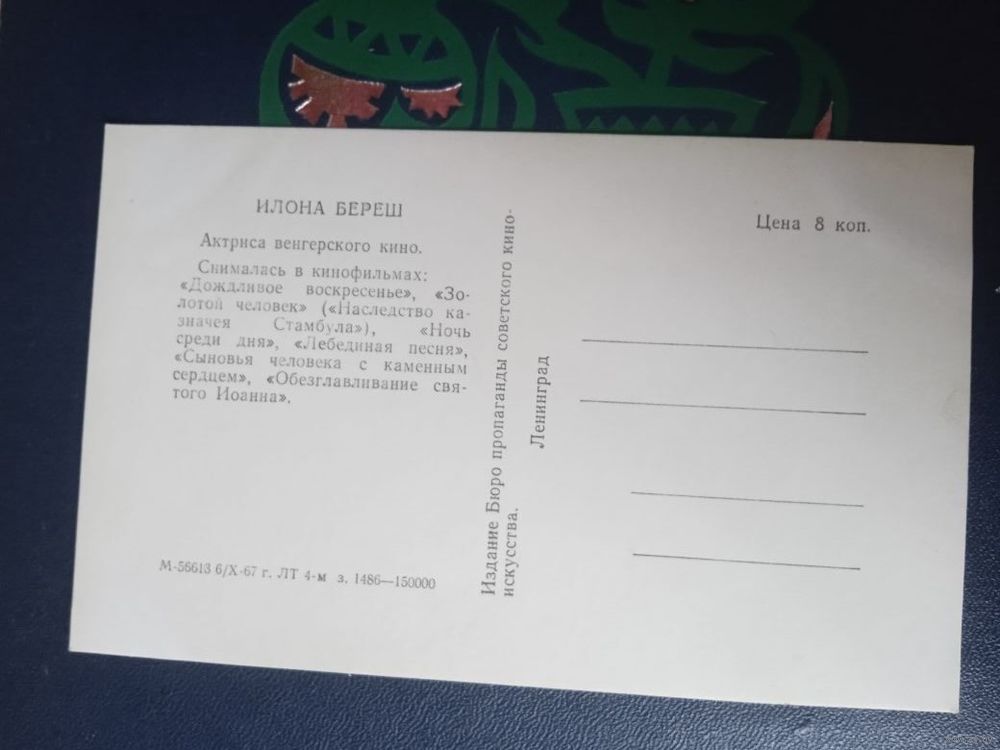 ИЛОНА БЕРЕШ
Актриса венгерского кино.
Снималась в кинофильмах:
«Дождливое воскресенье», «Зо-
лотой человек» («Наследство ка-
значея Стамбула»), «Ночь
среди дня», «Лебединая песня»,
«Сыновья человека с каменным
сердцем», «Обезглавливание свя-
того Иоанна».
М-56613 6/X-67 г. ЛТ 4-м з. 1486—150000
Издание Бюро пропаганды советского кино-
искусства.
Ленинград
Цена 8 коп.